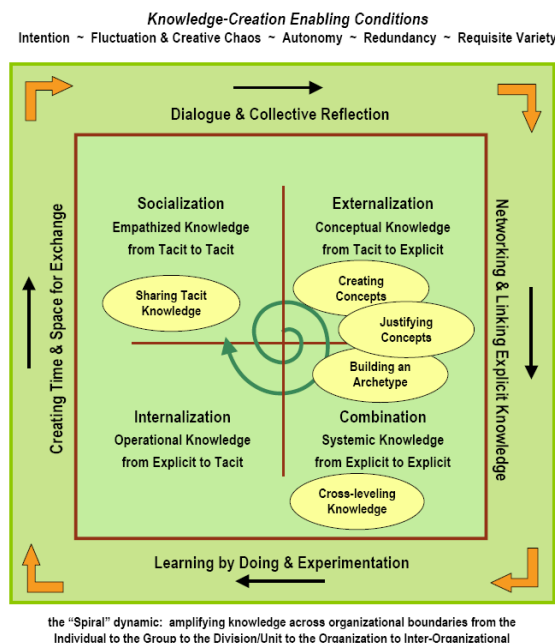 Knowledge-Creation Enabling Conditions
Intention ~ Fluctuation & Creative Chaos ~ Autonomy ~ Redundancy ~ Requisite Variety
Dialogue & Collective Reflection
Creating Time & Space for Exchange
Socialization
Empathized Knowledge
from Tacit to Tacit
Sharing Tacit
Knowledge
Externalization
Conceptual Knowledge
from Tacit to Explicit
Creating
Concepts
Justifying
Concepts
Building an
Archetype
Networking & Linking Explicit Knowledge
Internalization
Operational Knowledge
from Explicit to Tacit
Combination
Systemic Knowledge
from Explicit to Explicit
Cross-leveling
Knowledge
Learning by Doing & Experimentation
the “Spiral” dynamic: amplifying knowledge across organizational boundaries from the
Individual to the Group to the Division/Unit to the Organization to Inter-Organizational